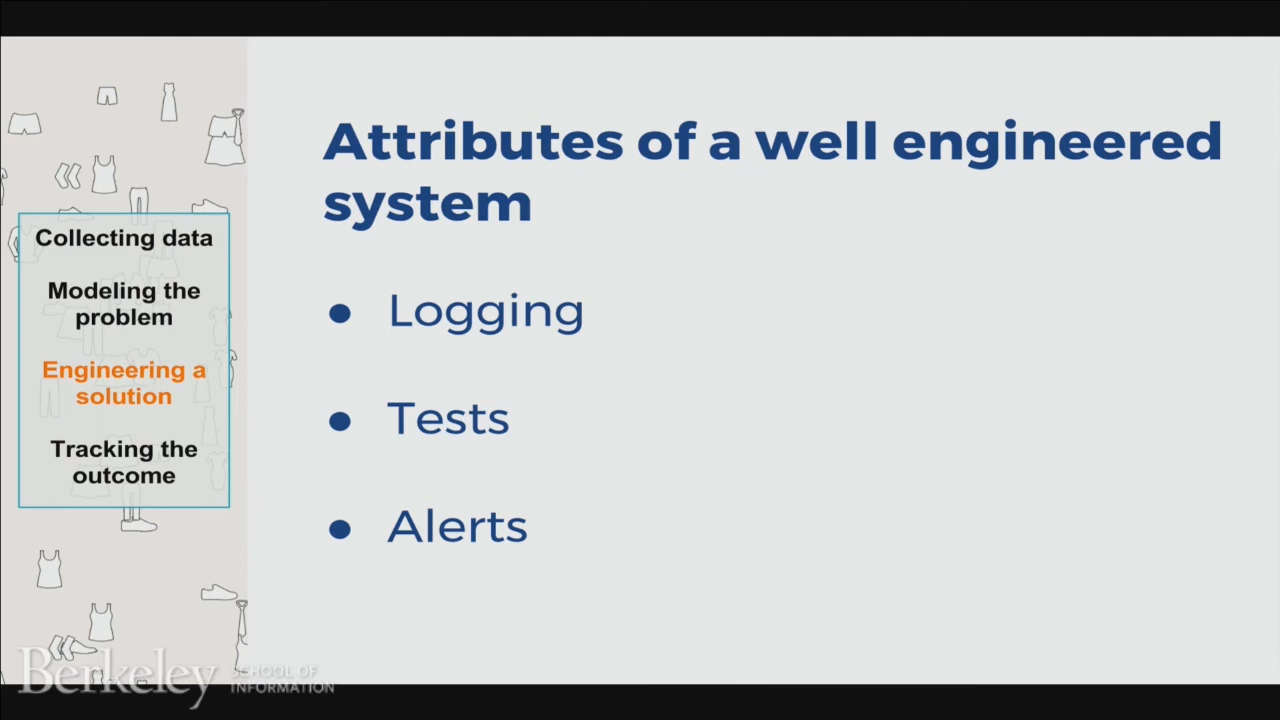 Attributes of a well engineered
system
● Logging
● Tests
● Alerts
Collecting data
Modeling the
problem
Engineering a
solution
Tracking the
outcome
Berkeley SCHOOL OF
INFORMATION